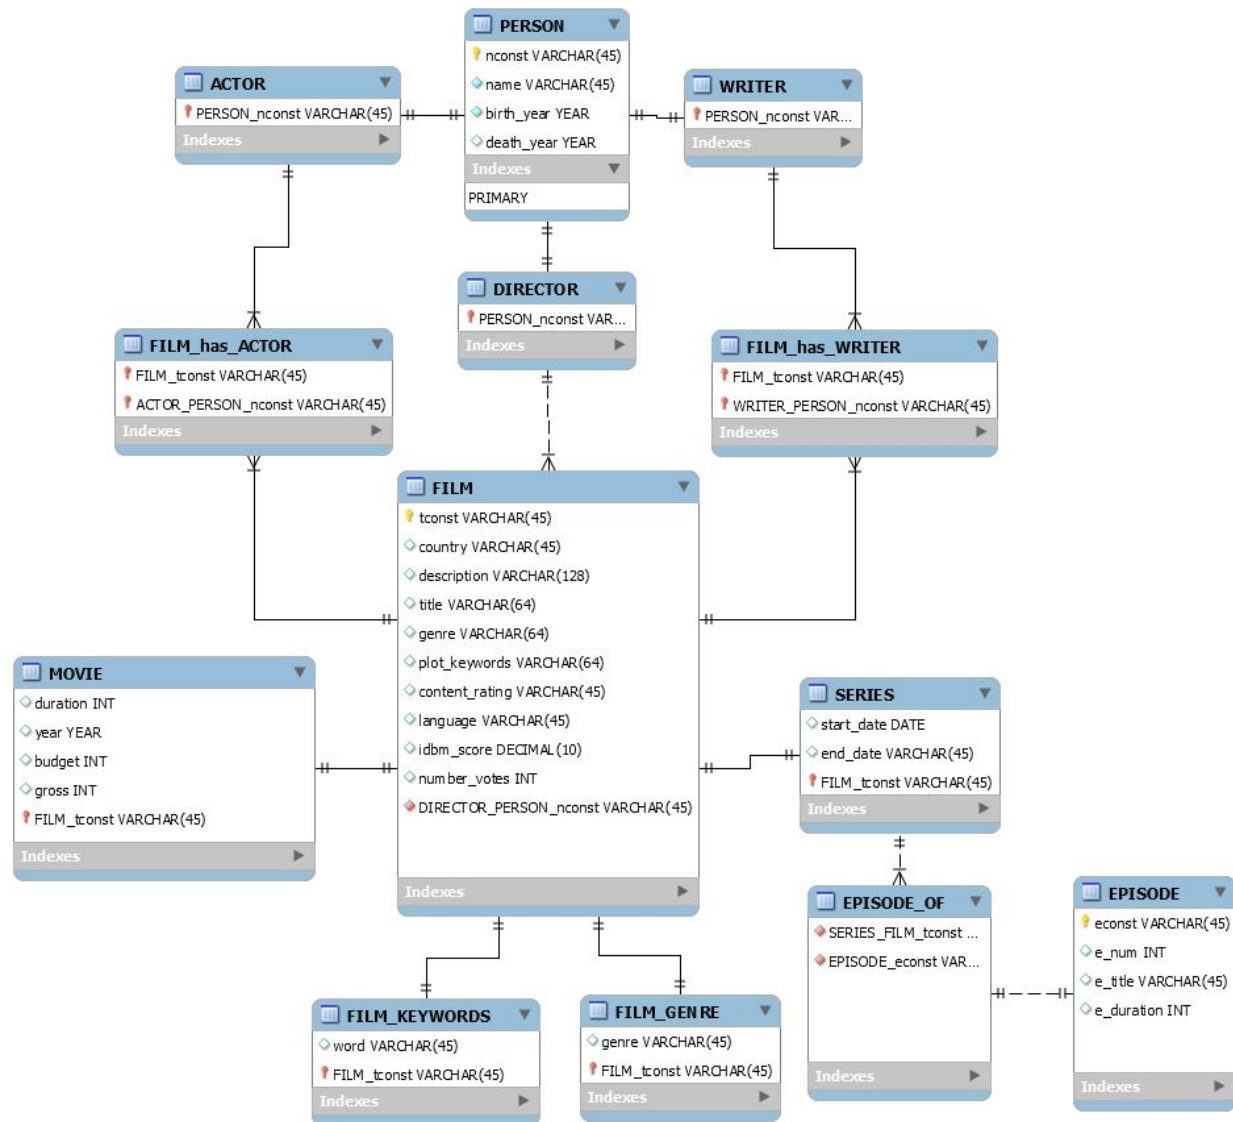 PERSON
nconst VARCHAR(45)
name VARCHAR(45)
birth_year YEAR
death_year YEAR
Indexes
PRIMARY
ACTOR
PERSON_nconst VARCHAR(45)
Indexes
WRITER
PERSON_nconst VAR...
Indexes
DIRECTOR
PERSON_nconst VAR...
Indexes
FILM_has_ACTOR
FILM_tconst VARCHAR(45)
ACTOR_PERSON_nconst VARCHAR(45)
Indexes
FILM_has_WRITER
FILM_tconst VARCHAR(45)
WRITER_PERSON_nconst VARCHAR(45)
Indexes
FILM
tconst VARCHAR(45)
country VARCHAR(45)
description VARCHAR(128)
title VARCHAR(64)
genre VARCHAR(64)
plot_keywords VARCHAR(64)
content_rating VARCHAR(45)
language VARCHAR(45)
idbm_score DECIMAL(10)
number_votes INT
DIRECTOR_PERSON_nconst VARCHAR(45)
Indexes
MOVIE
duration INT
year YEAR
budget INT
gross INT
FILM_tconst VARCHAR(45)
Indexes
SERIES
start_date DATE
end_date VARCHAR(45)
FILM_tconst VARCHAR(45)
Indexes
EPISODE_OF
SERIES_FILM_tconst ...
EPISODE_econst VAR...
Indexes
EPISODE
econst VARCHAR(45)
e_num INT
e_title VARCHAR(45)
e_duration INT
Indexes
FILM_KEYWORDS
word VARCHAR(45)
FILM_tconst VARCHAR(45)
Indexes
FILM_GENRE
genre VARCHAR(45)
FILM_tconst VARCHAR(45)
Indexes